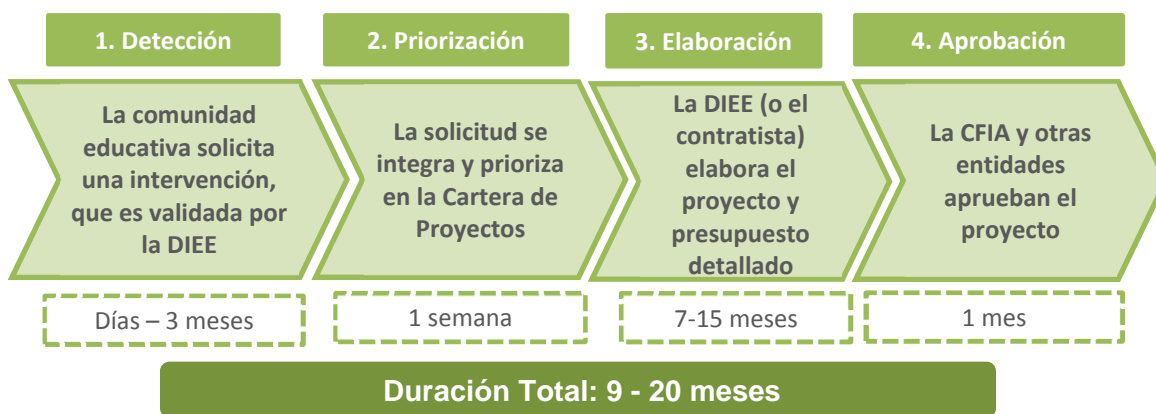 1. Detección
La comunidad
educativa solicita
una intervención,
que es validada por
la DIEE
Días – 3 meses
2. Priorización
La solicitud se
integra y prioriza
en la Cartera de
Proyectos
1 semana
3. Elaboración
La DIEE (o el
contratista)
elabora el
proyecto y
presupuesto
detallado
7-15 meses
4. Aprobación
La CFIA y otras
entidades
aprueban el
proyecto
1 mes
Duración Total: 9 - 20 meses